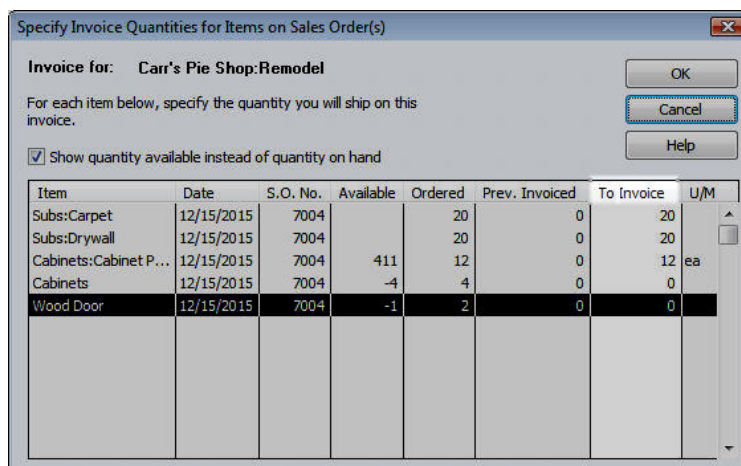 Specify Invoice Quantities for Items on Sales Order(s)
Invoice for: Carr's Pie Shop:Remodel
OK
For each item below, specify the quantity you will ship on this
invoice.
Cancel
Help
Show quantity available instead of quantity on hand
Item Date S.O. No. Available Ordered Prev. Invoiced To Invoice U/M
Subs:Carpet 12/15/2015 7004 20 0 20
Subs:Drywall 12/15/2015 7004 20 0 20
Cabinets:Cabinet P... 12/15/2015 7004 411 12 0 12 ea
Cabinets 12/15/2015 7004 -4 4 0 0
Wood Door 12/15/2015 7004 -1 2 0 0